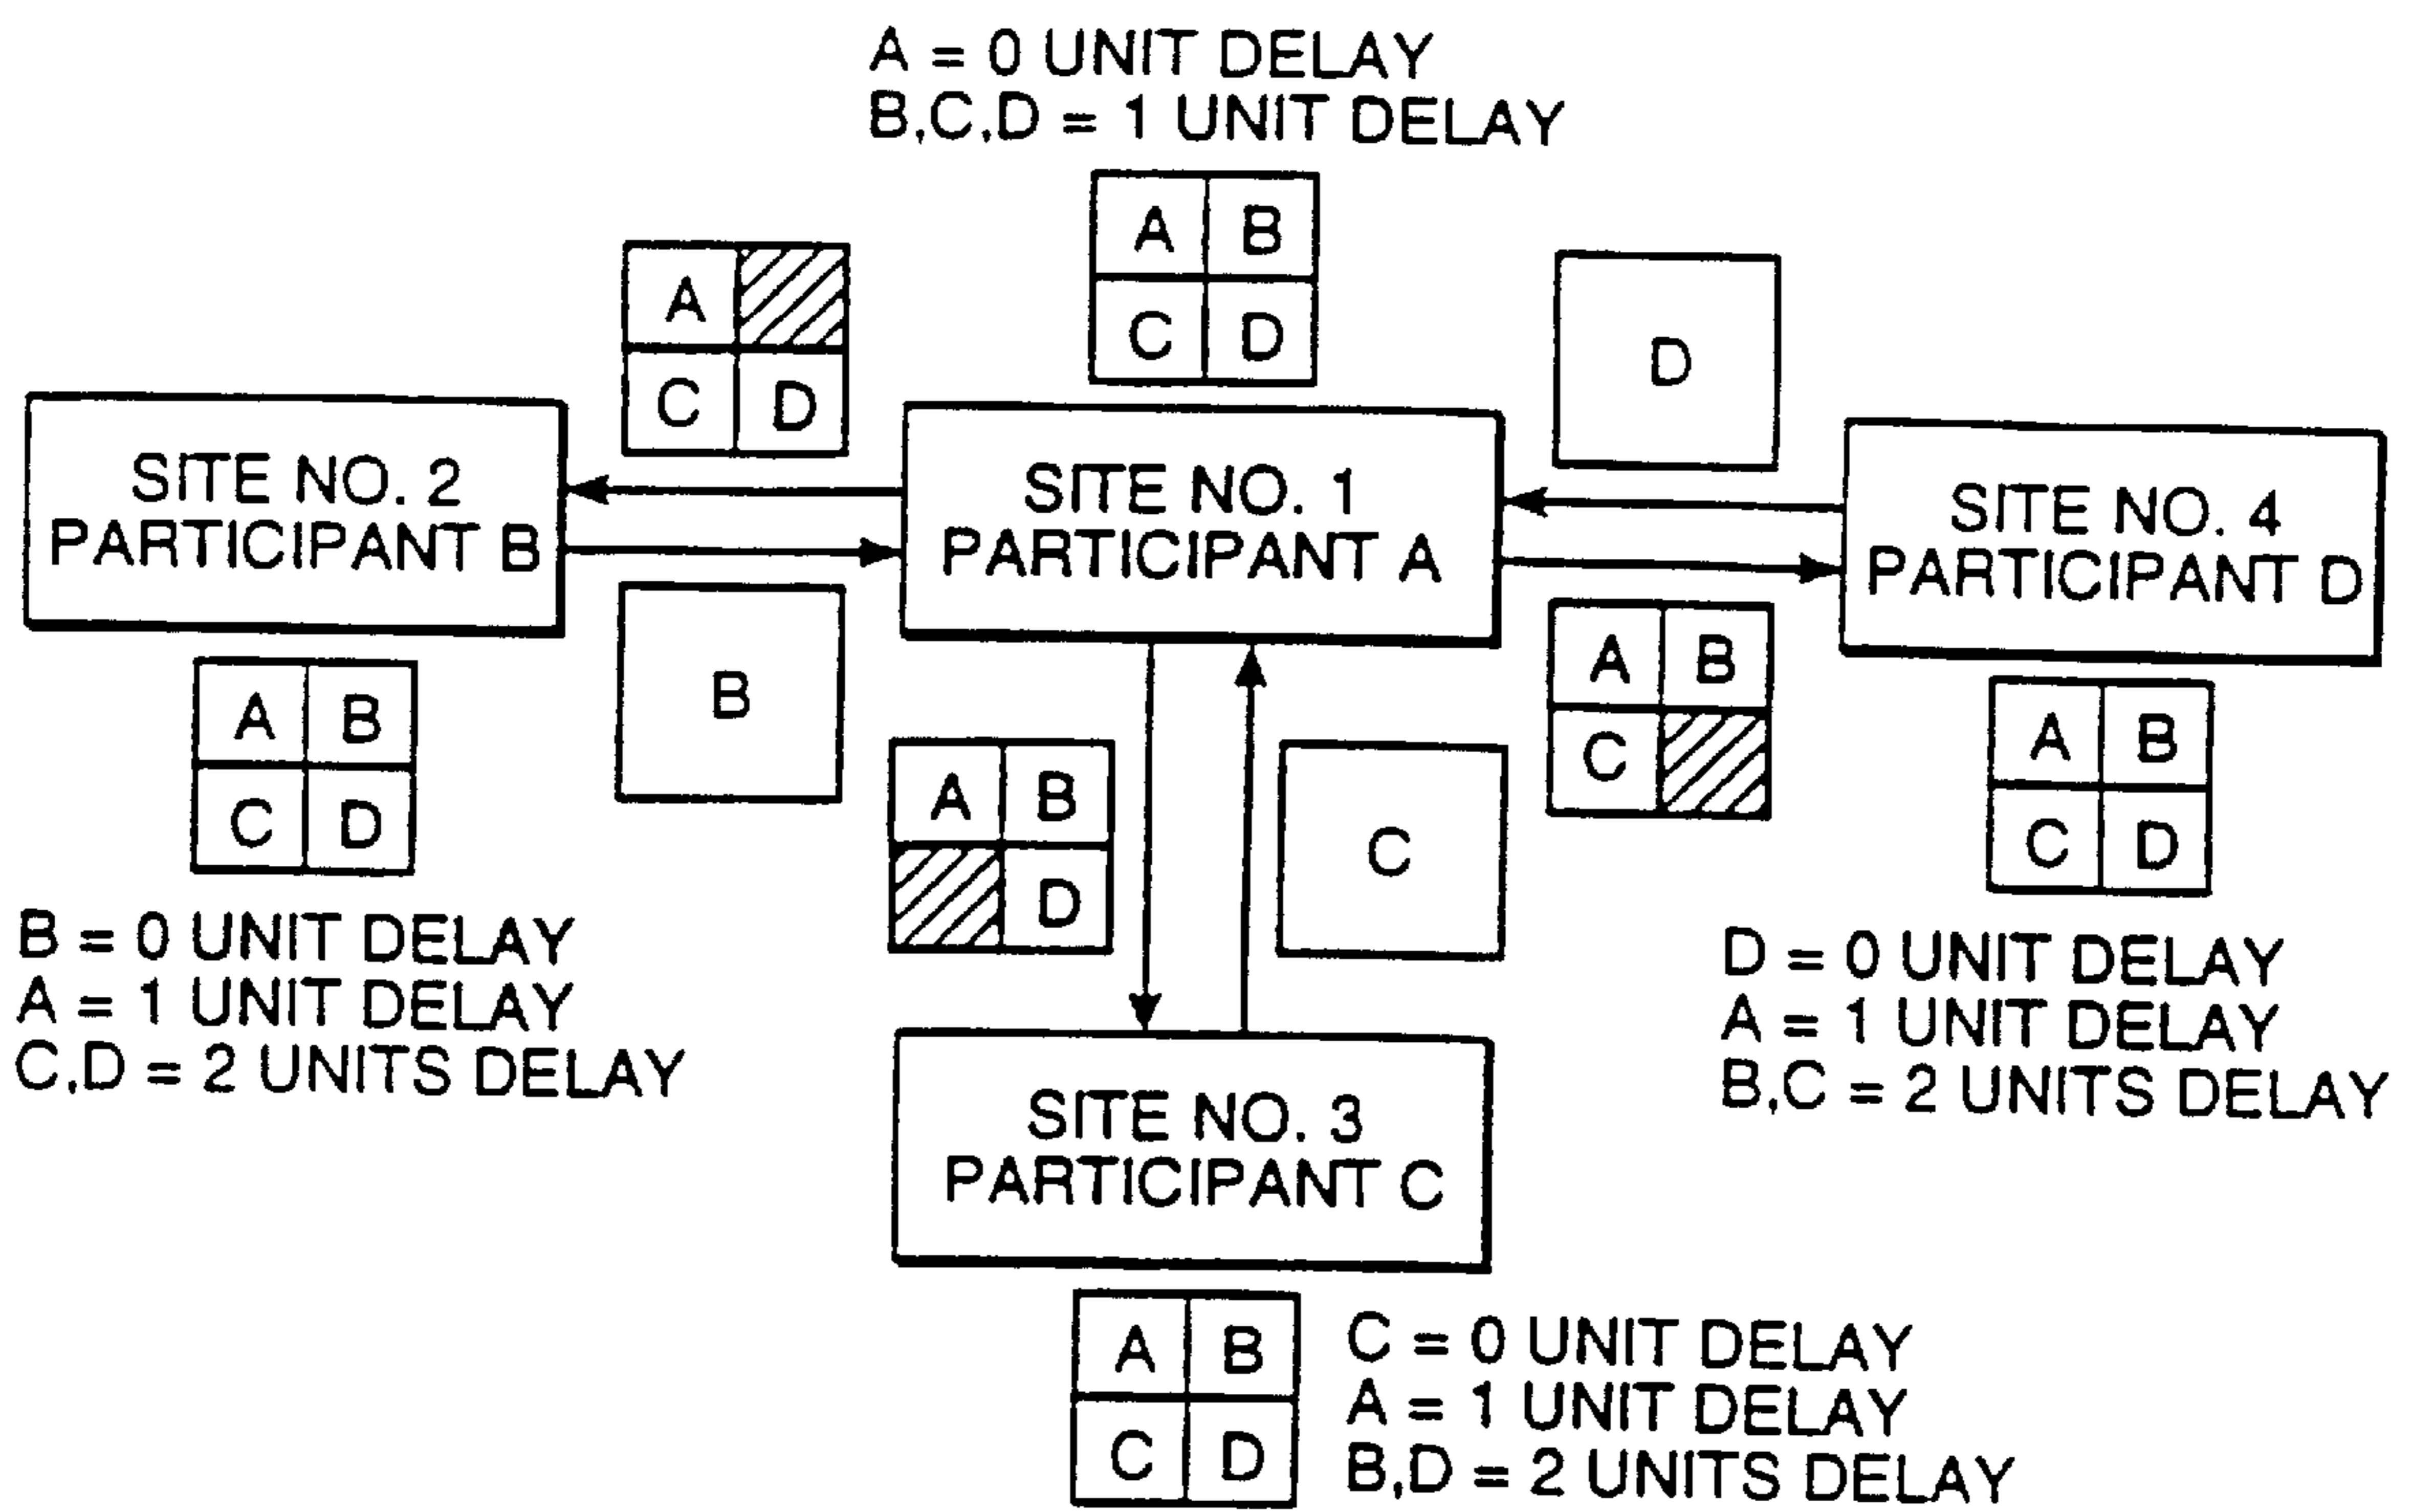 A = 0 UNIT DELAY
B,C,D = 1 UNIT DELAY
A B
C D
A
C D
D
SITE NO. 2
PARTICIPANT B
SITE NO. 1
PARTICIPANT A
SITE NO. 4
PARTICIPANT D
A B
C D
B
A B
D
C
A B
C
A B
C D
B = 0 UNIT DELAY
A = 1 UNIT DELAY
C,D = 2 UNITS DELAY
D = 0 UNIT DELAY
A = 1 UNIT DELAY
B,C = 2 UNITS DELAY
SITE NO. 3
PARTICIPANT C
A B
C D
C = 0 UNIT DELAY
A = 1 UNIT DELAY
B,D = 2 UNITS DELAY